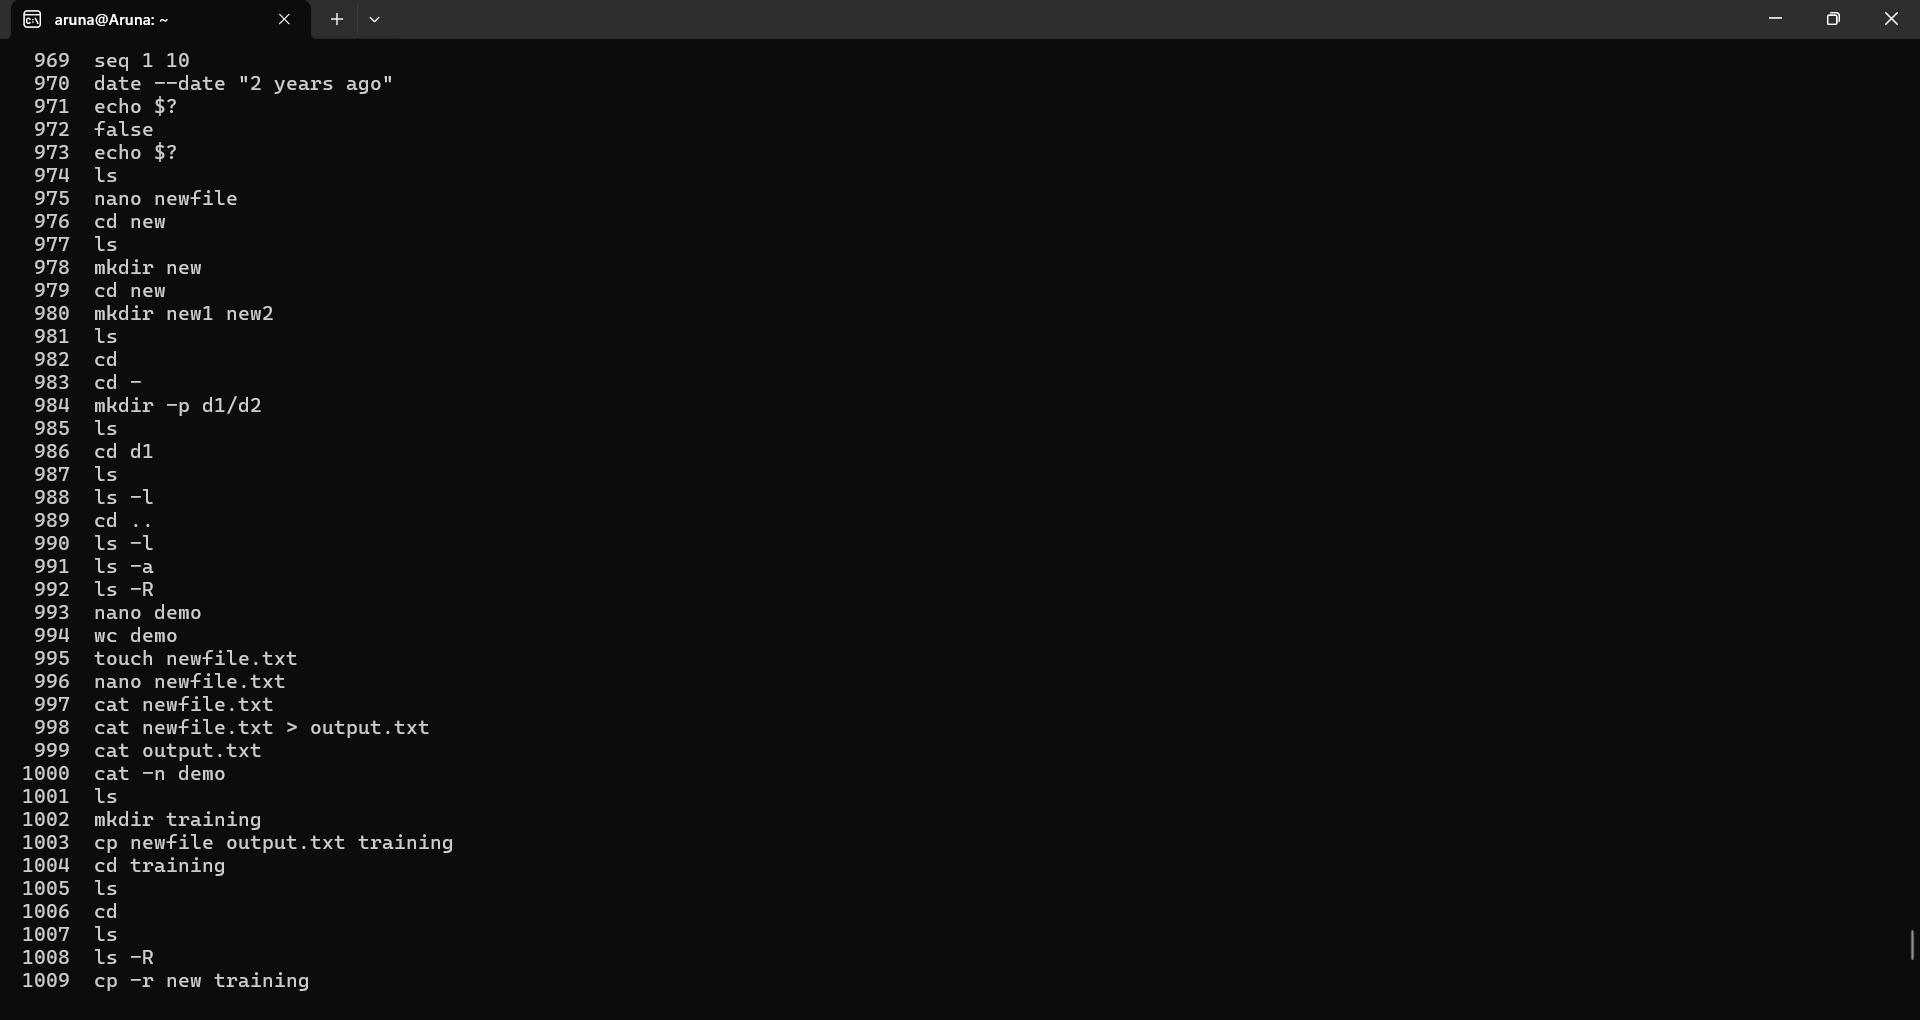 aruna@Aruna: ~
969 seq 1 10
970 date --date "2 years ago"
971 echo $?
972 false
973 echo $?
974 ls
975 nano newfile
976 cd new
977 ls
978 mkdir new
979 cd new
980 mkdir new1 new2
981 ls
982 cd
983 cd -
984 mkdir -p d1/d2
985 ls
986 cd d1
987 ls
988 ls -l
989 cd ..
990 ls -l
991 ls -a
992 ls -R
993 nano demo
994 wc demo
995 touch newfile.txt
996 nano newfile.txt
997 cat newfile.txt
998 cat newfile.txt > output.txt
999 cat output.txt
1000 cat -n demo
1001 ls
1002 mkdir training
1003 cp newfile output.txt training
1004 cd training
1005 ls
1006 cd
1007 ls
1008 ls -R
1009 cp -r new training